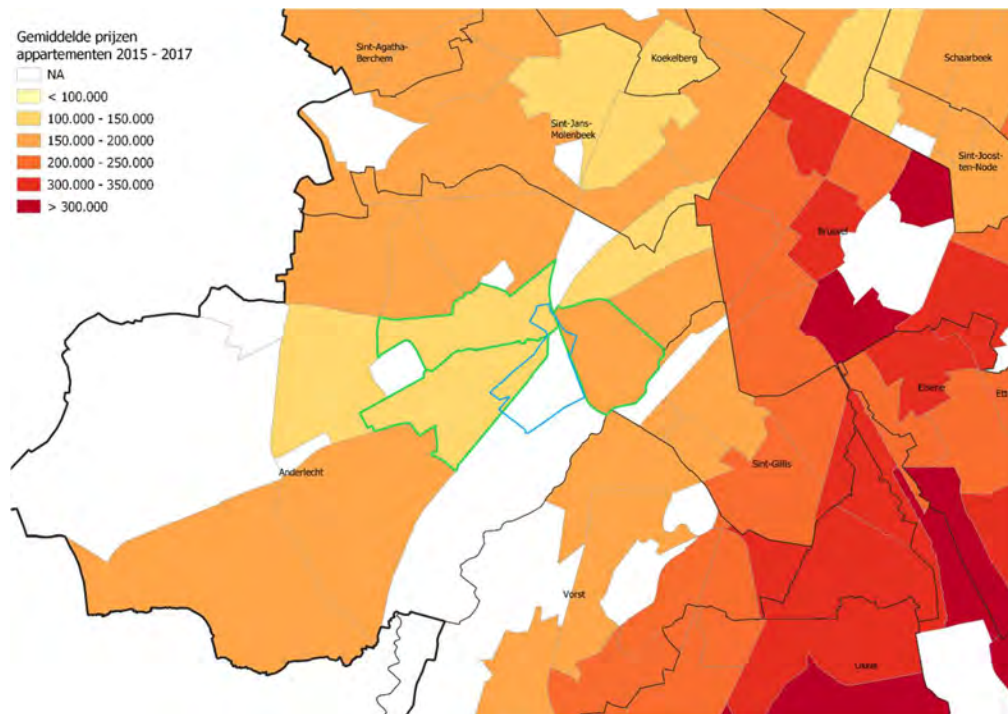 Gemiddelde prijzen
appartementen 2015 - 2017
NA
< 100.000
100.000 - 150.000
150.000 - 200.000
200.000 - 250.000
300.000 - 350.000
> 300.000
Sint-Agatha-
Berchem
Koekelberg
Schaarbeek
Sint-Jans-
Molenbeek
Sint-Joost-
ten-Node
Brussel
Elsene
Ett
Anderlecht
Sint-Gillis
Vorst
Ukkel